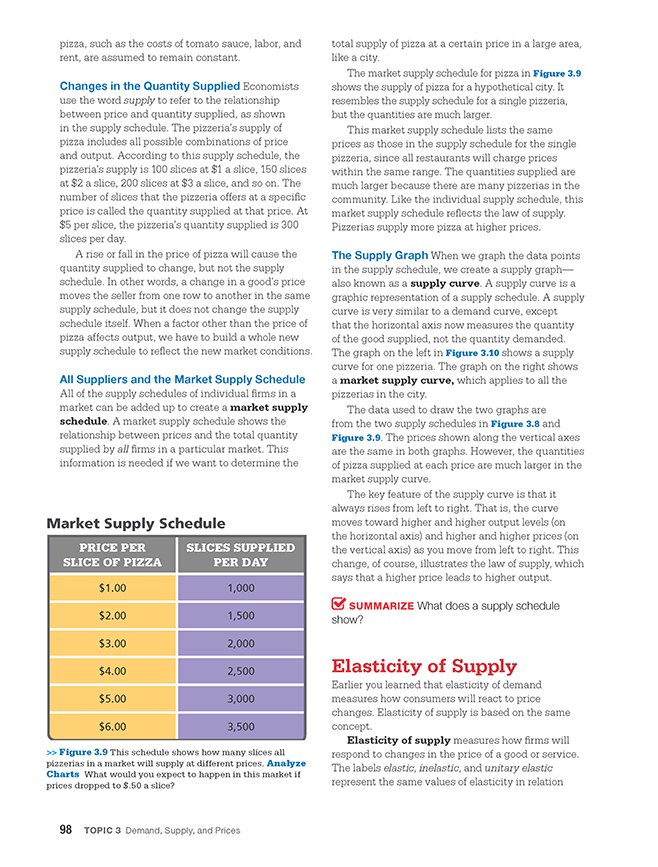 pizza, such as the costs of tomato sauce, labor, and
rent, are assumed to remain constant.
Changes in the Quantity Supplied Economists
use the word supply to refer to the relationship
between price and quantity supplied, as shown
in the supply schedule. The pizzeria's supply of
pizza includes all possible combinations of price
and output. According to this supply schedule, the
pizzeria's supply is 100 slices at $1 a slice, 150 slices
at $2 a slice, 200 slices at $3 a slice, and so on. The
number of slices that the pizzeria offers at a specific
price is called the quantity supplied at that price. At
$5 per slice, the pizzeria's quantity supplied is 300
slices per day.
A rise or fall in the price of pizza will cause the
quantity supplied to change, but not the supply
schedule. In other words, a change in a good's price
moves the seller from one row to another in the same
supply schedule, but it does not change the supply
schedule itself. When a factor other than the price of
pizza affects output, we have to build a whole new
supply schedule to reflect the new market conditions.
All Suppliers and the Market Supply Schedule
All of the supply schedules of individual firms in a
market can be added up to create a market supply
schedule. A market supply schedule shows the
relationship between prices and the total quantity
supplied by all firms in a particular market. This
information is needed if we want to determine the
Market Supply Schedule
PRICE PER SLICE OF PIZZA SLICES SUPPLIED PER DAY
$1.00 1,000
$2.00 1,500
$3.00 2,000
$4.00 2,500
$5.00 3,000
$6.00 3,500
>> Figure 3.9 This schedule shows how many slices all
pizzerias in a market will supply at different prices. Analyze
Charts What would you expect to happen in this market if
prices dropped to $.50 a slice?
total supply of pizza at a certain price in a large area,
like a city.
The market supply schedule for pizza in Figure 3.9
shows the supply of pizza for a hypothetical city. It
resembles the supply schedule for a single pizzeria,
but the quantities are much larger.
This market supply schedule lists the same
prices as those in the supply schedule for the single
pizzeria, since all restaurants will charge prices
within the same range. The quantities supplied are
much larger because there are many pizzerias in the
community. Like the individual supply schedule, this
market supply schedule reflects the law of supply.
Pizzerias supply more pizza at higher prices.
The Supply Graph When we graph the data points
in the supply schedule, we create a supply graph—
also known as a supply curve. A supply curve is a
graphic representation of a supply schedule. A supply
curve is very similar to a demand curve, except
that the horizontal axis now measures the quantity
of the good supplied, not the quantity demanded.
The graph on the left in Figure 3.10 shows a supply
curve for one pizzeria. The graph on the right shows
a market supply curve, which applies to all the
pizzerias in the city.
The data used to draw the two graphs are
from the two supply schedules in Figure 3.8 and
Figure 3.9. The prices shown along the vertical axes
are the same in both graphs. However, the quantities
of pizza supplied at each price are much larger in the
market supply curve.
The key feature of the supply curve is that it
always rises from left to right. That is, the curve
moves toward higher and higher output levels (on
the horizontal axis) and higher and higher prices (on
the vertical axis) as you move from left to right. This
change, of course, illustrates the law of supply, which
says that a higher price leads to higher output.
SUMMARIZE What does a supply schedule
show?
Elasticity of Supply
Earlier you learned that elasticity of demand
measures how consumers will react to price
changes. Elasticity of supply is based on the same
concept.
Elasticity of supply measures how firms will
respond to changes in the price of a good or service.
The labels elastic, inelastic, and unitary elastic
represent the same values of elasticity in relation
98 TOPIC 3 Demand, Supply, and Prices